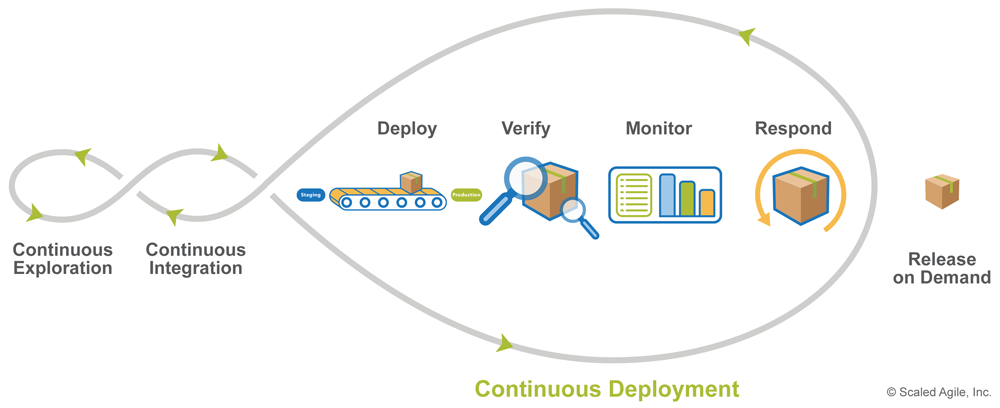 Deploy
Verify
Monitor
Respond
Staging
Production
Continuous
Exploration
Continuous
Integration
Release
on Demand
Continuous Deployment
© Scaled Agile, Inc.